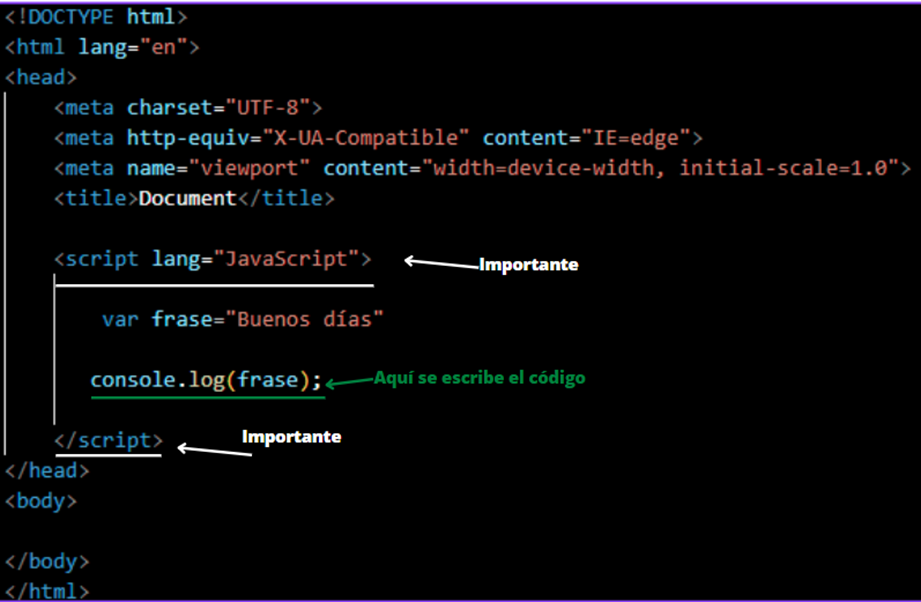 <!DOCTYPE html>
<html lang="en">
<head>
<meta charset="UTF-8">
<meta http-equiv="X-UA-Compatible" content="IE=edge">
<meta name="viewport" content="width=device-width, initial-scale=1.0">
<title>Document</title>
<script lang="JavaScript"> Importante
var frase="Buenos días"
console.log(frase); Aquí se escribe el código
</script> Importante
</head>
<body>
</body>
</html>